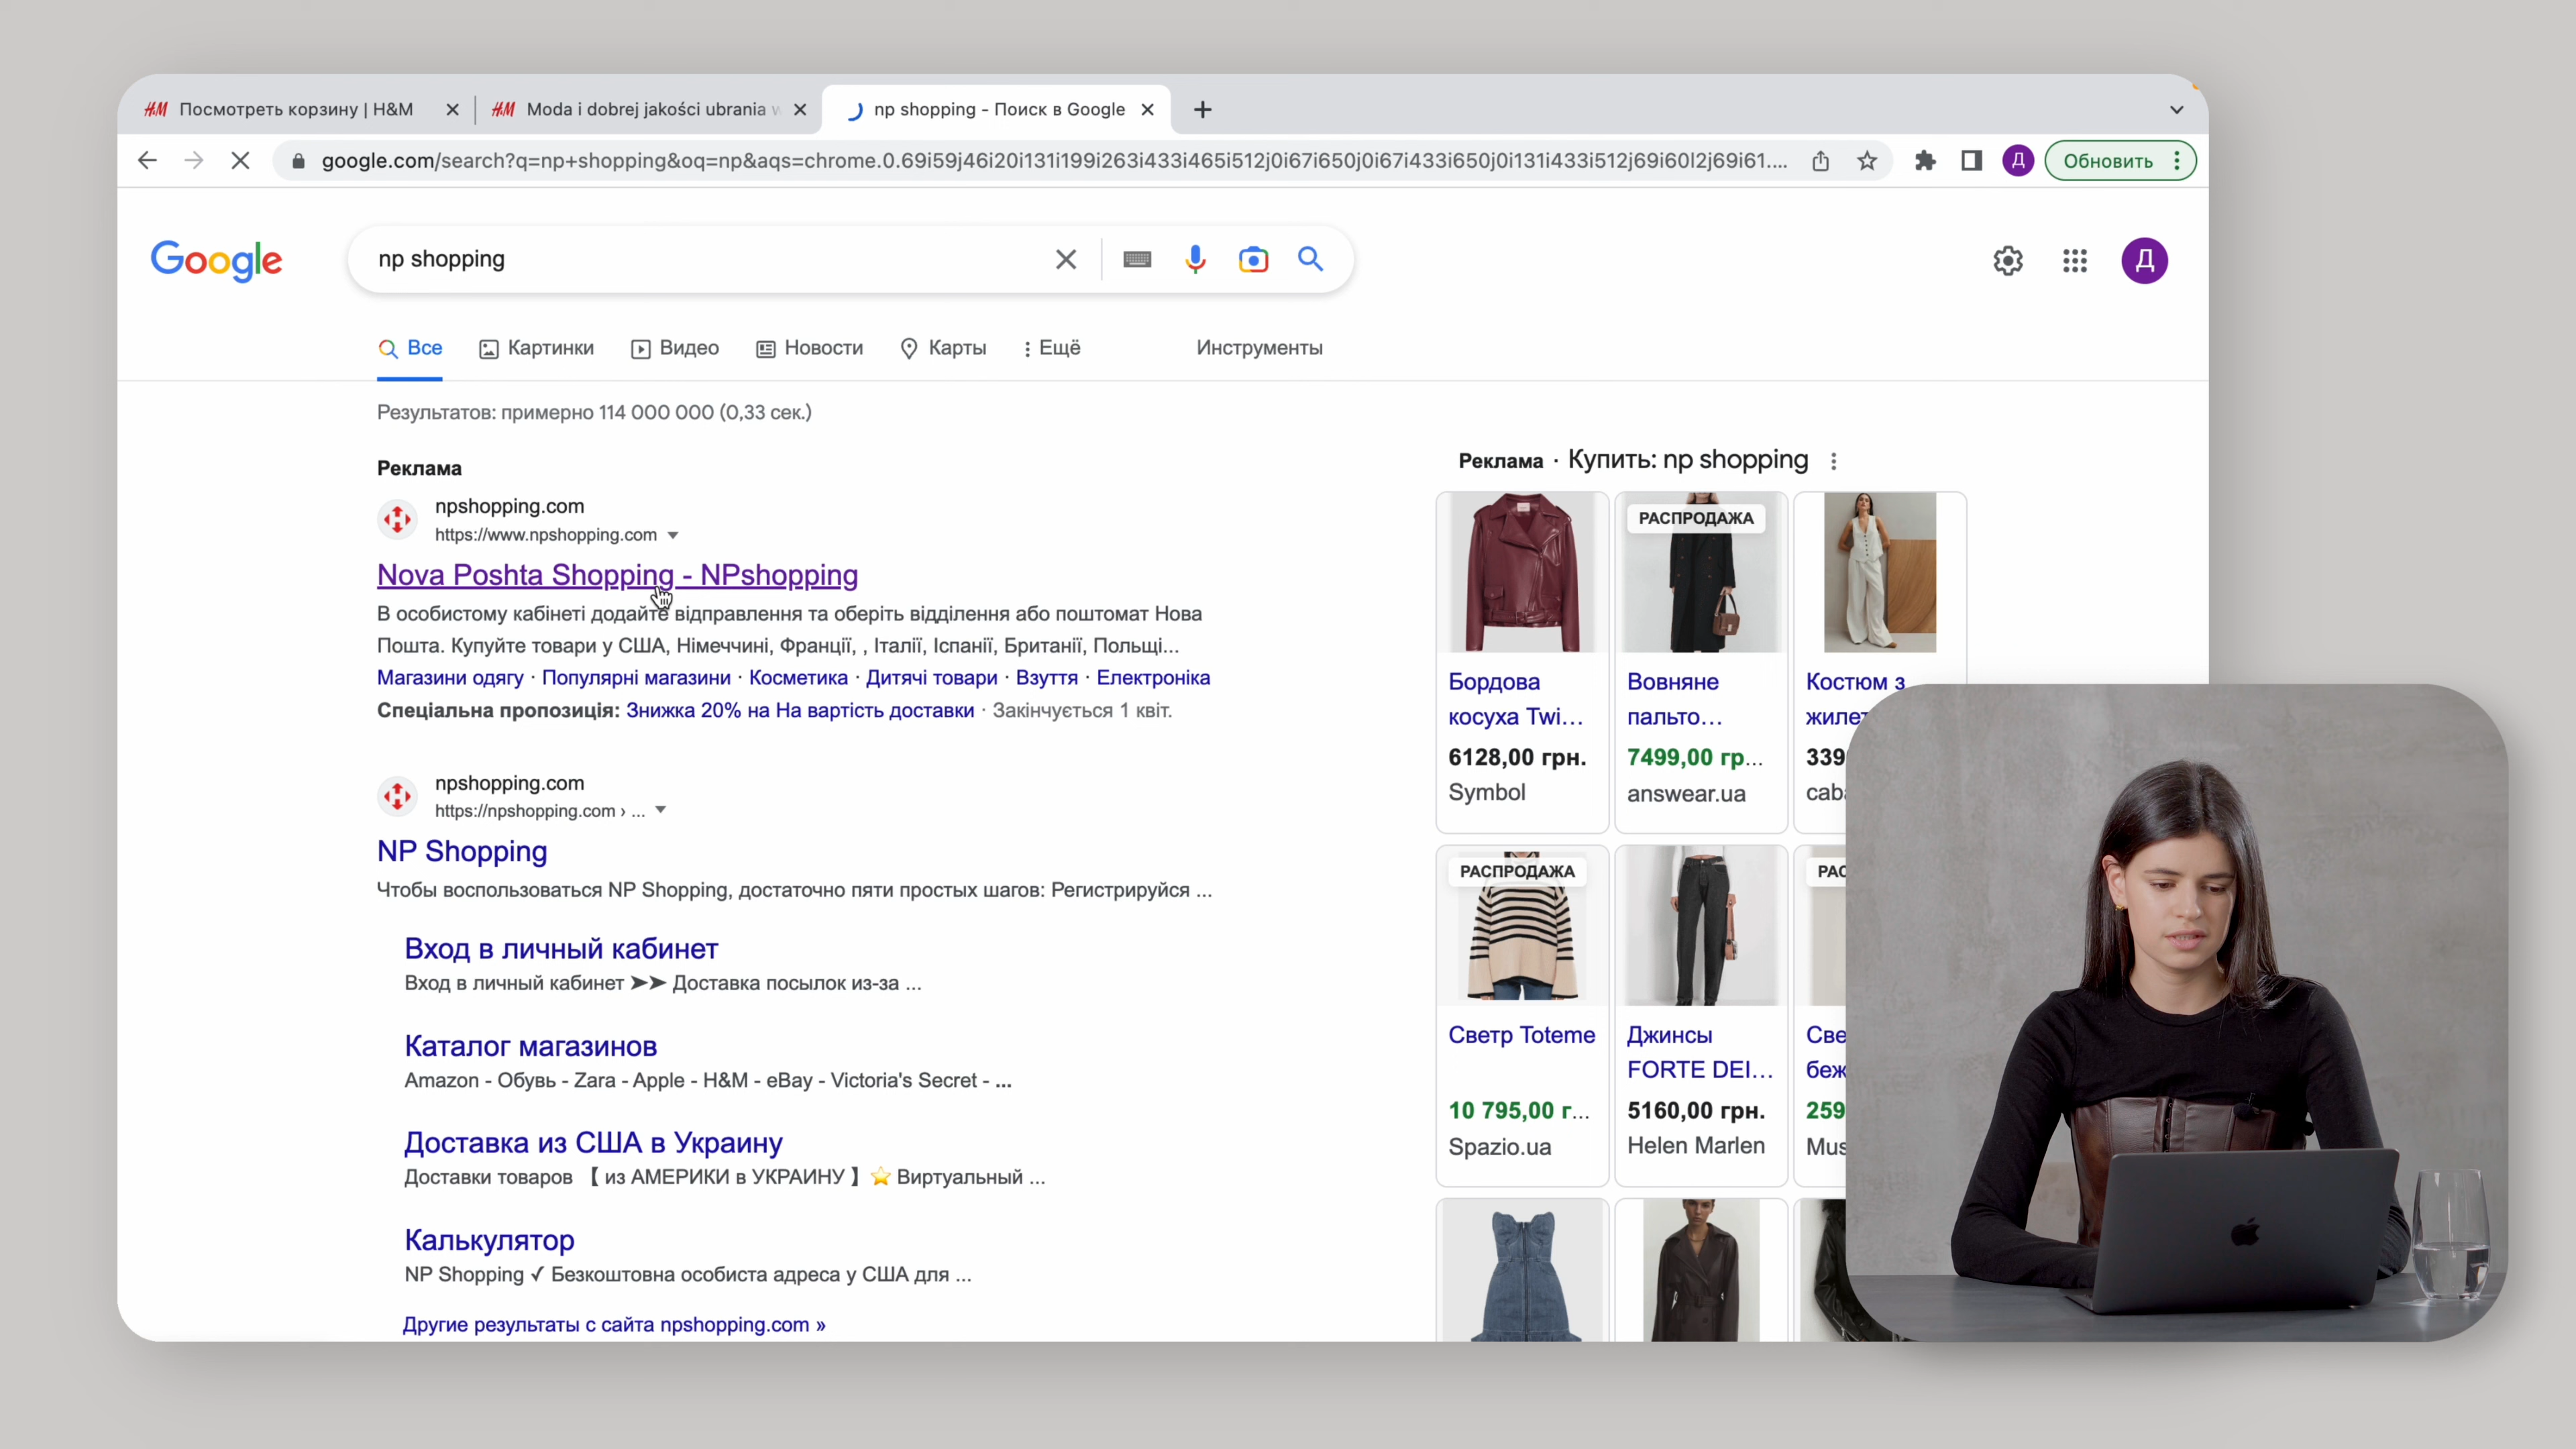 H&M Посмотреть корзину | H&M
H&M Moda i dobrej jakości ubrania w
np shopping - Поиск в Google
google.com/search?q=np+shopping&oq=np&aqs=chrome.0.69i59j46i20i131i199i263i433i465i512j0i67i650j0i67i433i650j0i131i433i512j69i60l2j69i61....
Д
Обновить
Google
np shopping
Д
Все
Картинки
Видео
Новости
Карты
Ещё
Инструменты
Результатов: примерно 114 000 000 (0,33 сек.)
Реклама
npshopping.com
https://www.npshopping.com
Nova Poshta Shopping - NPshopping
В особистому кабінеті додайте відправлення та оберіть відділення або поштомат Нова
Пошта. Купуйте товари у США, Німеччині, Франції, , Італії, Іспанії, Британії, Польщі...
Магазини одягу · Популярні магазини · Косметика · Дитячі товари · Взуття · Електроніка
Спеціальна пропозиція: Знижка 20% на На вартість доставки · Закінчується 1 квіт.
npshopping.com
https://npshopping.com › ...
NP Shopping
Чтобы воспользоваться NP Shopping, достаточно пяти простых шагов: Регистрируйся ...
Вход в личный кабинет
Вход в личный кабинет ➤➤ Доставка посылок из-за ...
Каталог магазинов
Amazon - Обувь - Zara - Apple - H&M - eBay - Victoria's Secret - ...
Доставка из США в Украину
Доставки товаров 【 из АМЕРИКИ в УКРАИНУ 】 ⭐ Виртуальный ...
Калькулятор
NP Shopping ✓ Безкоштовна особиста адреса у США для ...
Другие результаты с сайта npshopping.com »
Реклама · Купить: np shopping
РАСПРОДАЖА
Бордова
косуха Twi...
6128,00 грн.
Symbol
Вовняне
пальто...
7499,00 гр...
answear.ua
Костюм з
жилет
339
caba
РАСПРОДАЖА
РАС
Светр Toteme
10 795,00 г...
Spazio.ua
Джинсы
FORTE DEI...
5160,00 грн.
Helen Marlen
Све
беж
259
Mus